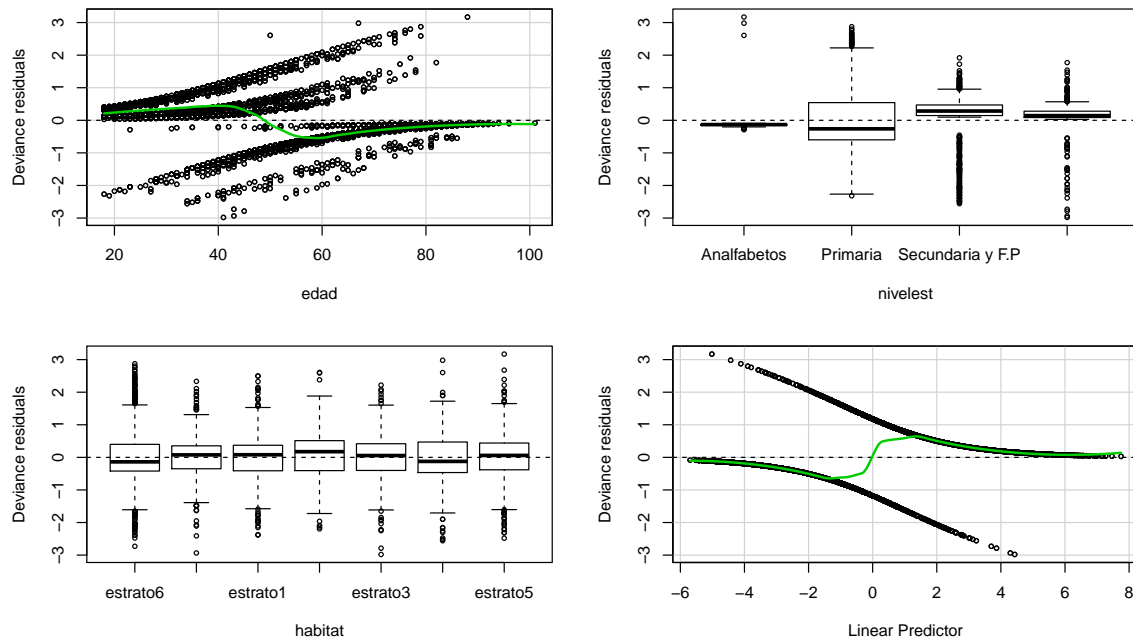 3
2
1
0
−1
−2
−3
Deviance residuals
20 40 60 80 100
edad
3
2
1
0
−1
−2
−3
Deviance residuals
Analfabetos Primaria Secundaria y F.P
nivelest
3
2
1
0
−1
−2
−3
Deviance residuals
estrato6 estrato1 estrato3 estrato5
habitat
3
2
1
0
−1
−2
−3
Deviance residuals
−6 −4 −2 0 2 4 6 8
Linear Predictor